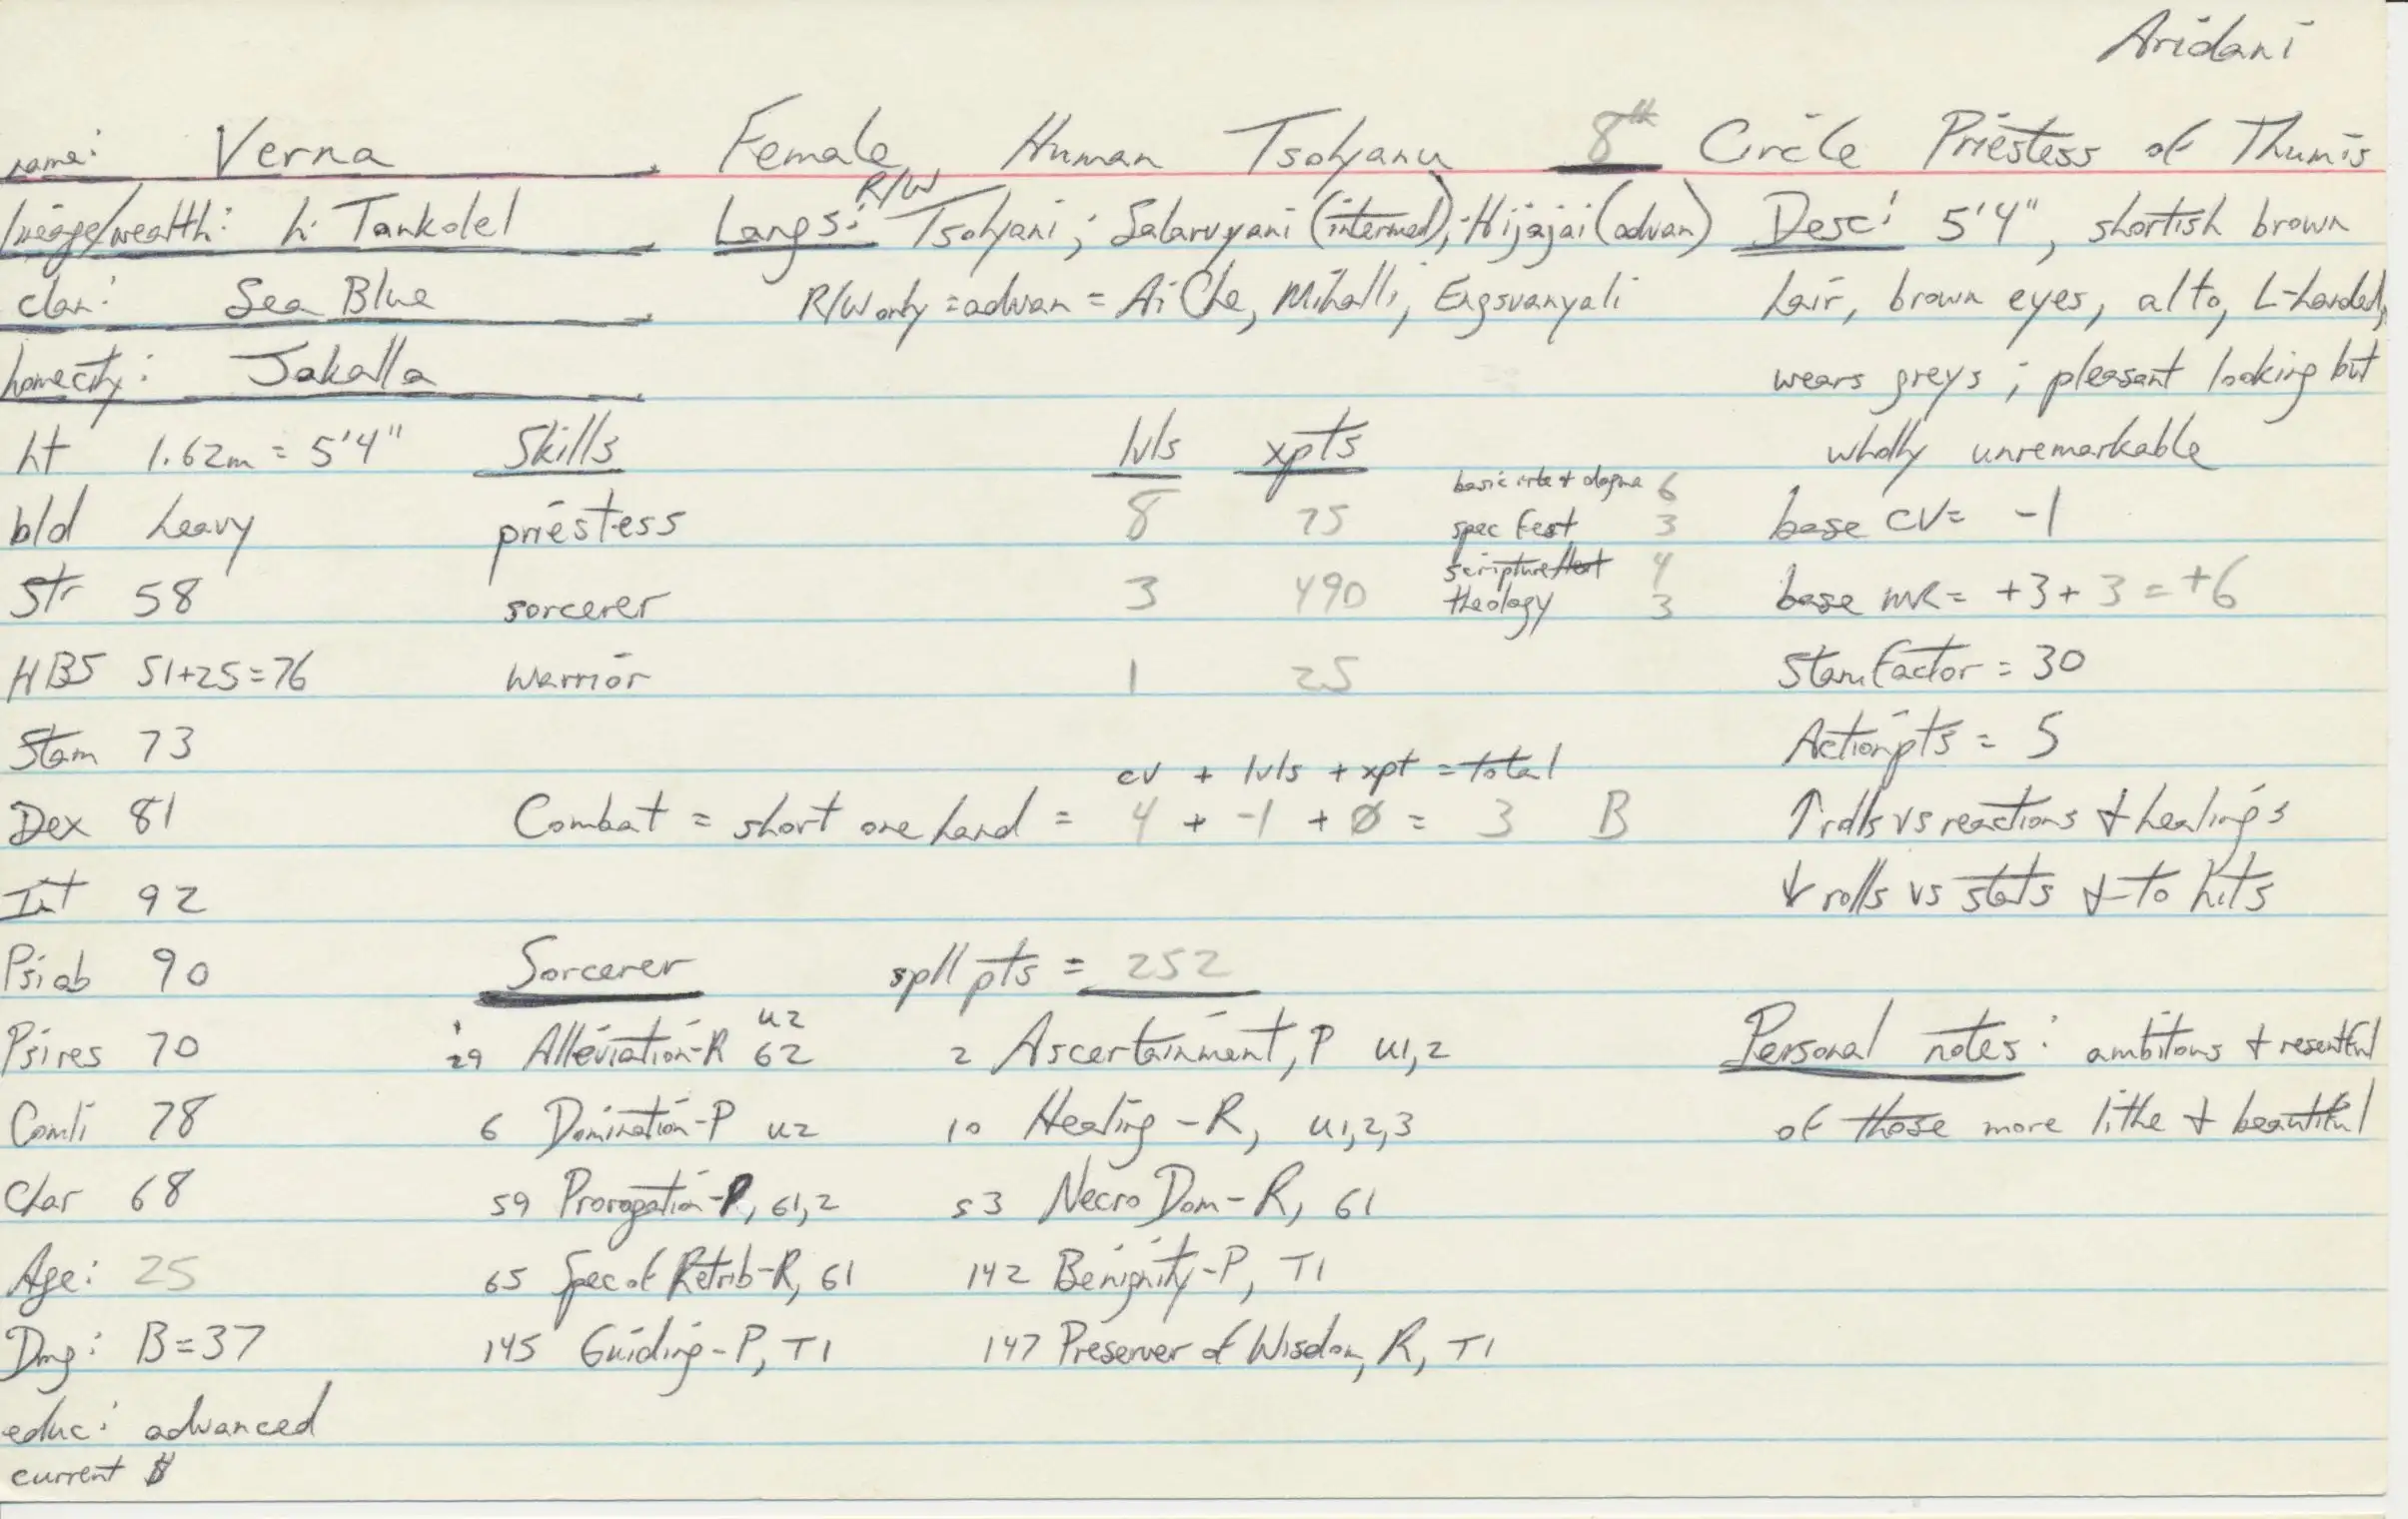 Aridani
name: Verna Female, Human Tsolyanu 8th Circle Priestess of Thumis
lineage/wealth: hi Tankolel Langs: R/W Tsolyani; Salarvyani (intermed); Hijajai (advan) Desc: 5'4", shortish brown
clan: Sea Blue R/W only = advan = Ai Che, Mihalli, Engsvanyali hair, brown eyes, alto, L-handed,
homecity: Jakalla wears greys; pleasant looking but
ht 1.62m = 5'4" Skills lvls xpts wholly unremarkable
basic rite & dogma 6
bld heavy priestess 8 75 spec fest 3 base CV= -1
scripture/text 4
Str 58 sorcerer 3 490 theology 3 base MR= +3+3=+6
HBS 51+25=76 warrior 1 25 Stam factor = 30
Stam 73 Action pts = 5
cv + lvls + xpt = total
Dex 81 Combat = short one hand = 4 + -1 + 0 = 3 B ↑ rolls vs reactions & healings
Int 92 ↓ rolls vs stats & to hits
Psi ab 90 Sorcerer spll pts = 252
Psi res 70 29 Alleviation-R U2 G2 2 Ascertainment, P U1,2 Personal notes: ambitous & resentful
Comli 78 6 Domination-P U2 10 Healing -R, U1,2,3 of those more lithe & beautiful
Char 68 59 Prorogation-P, G1,2 53 Necro Dom-R, G1
Age: 25 65 Spec of Retrib-R, G1 142 Benignity-P, T1
Dmg: B=37 145 Guiding-P, T1 147 Preserver of Wisdom, R, T1
educ: advanced
current $